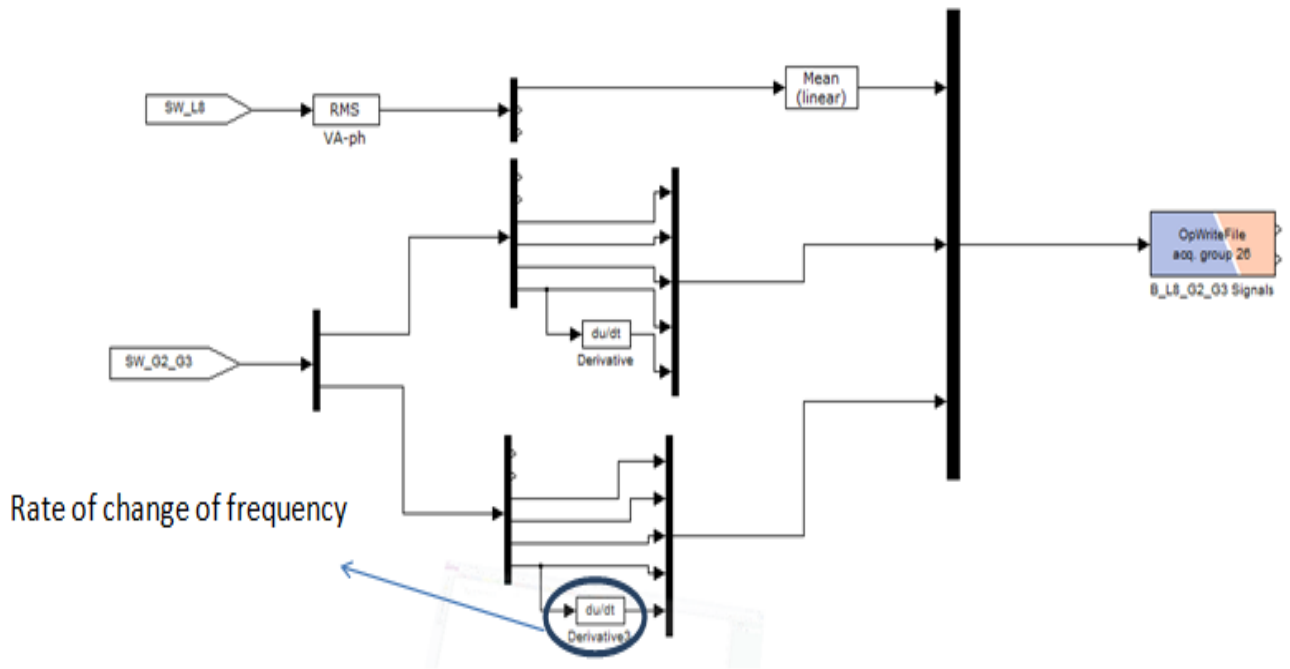 SW_L8
RMS
VA-ph
Mean
(linear)
OpWriteFile
acq. group 26
B_L8_G2_G3 Signals
du/dt
Derivative
SW_G2_G3
Rate of change of frequency
du/dt
Derivative3